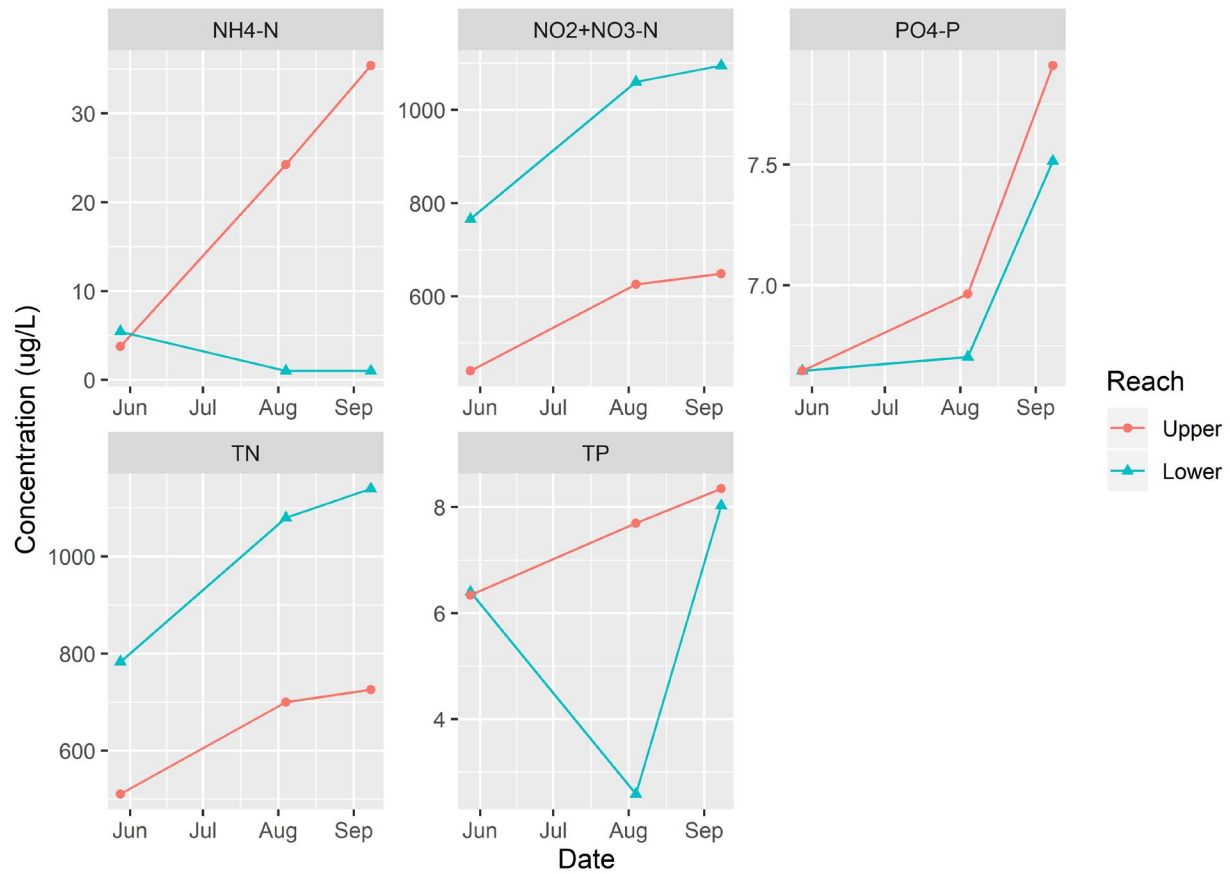 NH4-N
NO2+NO3-N
PO4-P
30
20
10
0
1000
800
600
7.5
7.0
Jun Jul Aug Sep
Jun Jul Aug Sep
Jun Jul Aug Sep
TN
TP
1000
800
600
8
6
4
Jun Jul Aug Sep
Jun Jul Aug Sep
Concentration (ug/L)
Date
Reach
Upper
Lower